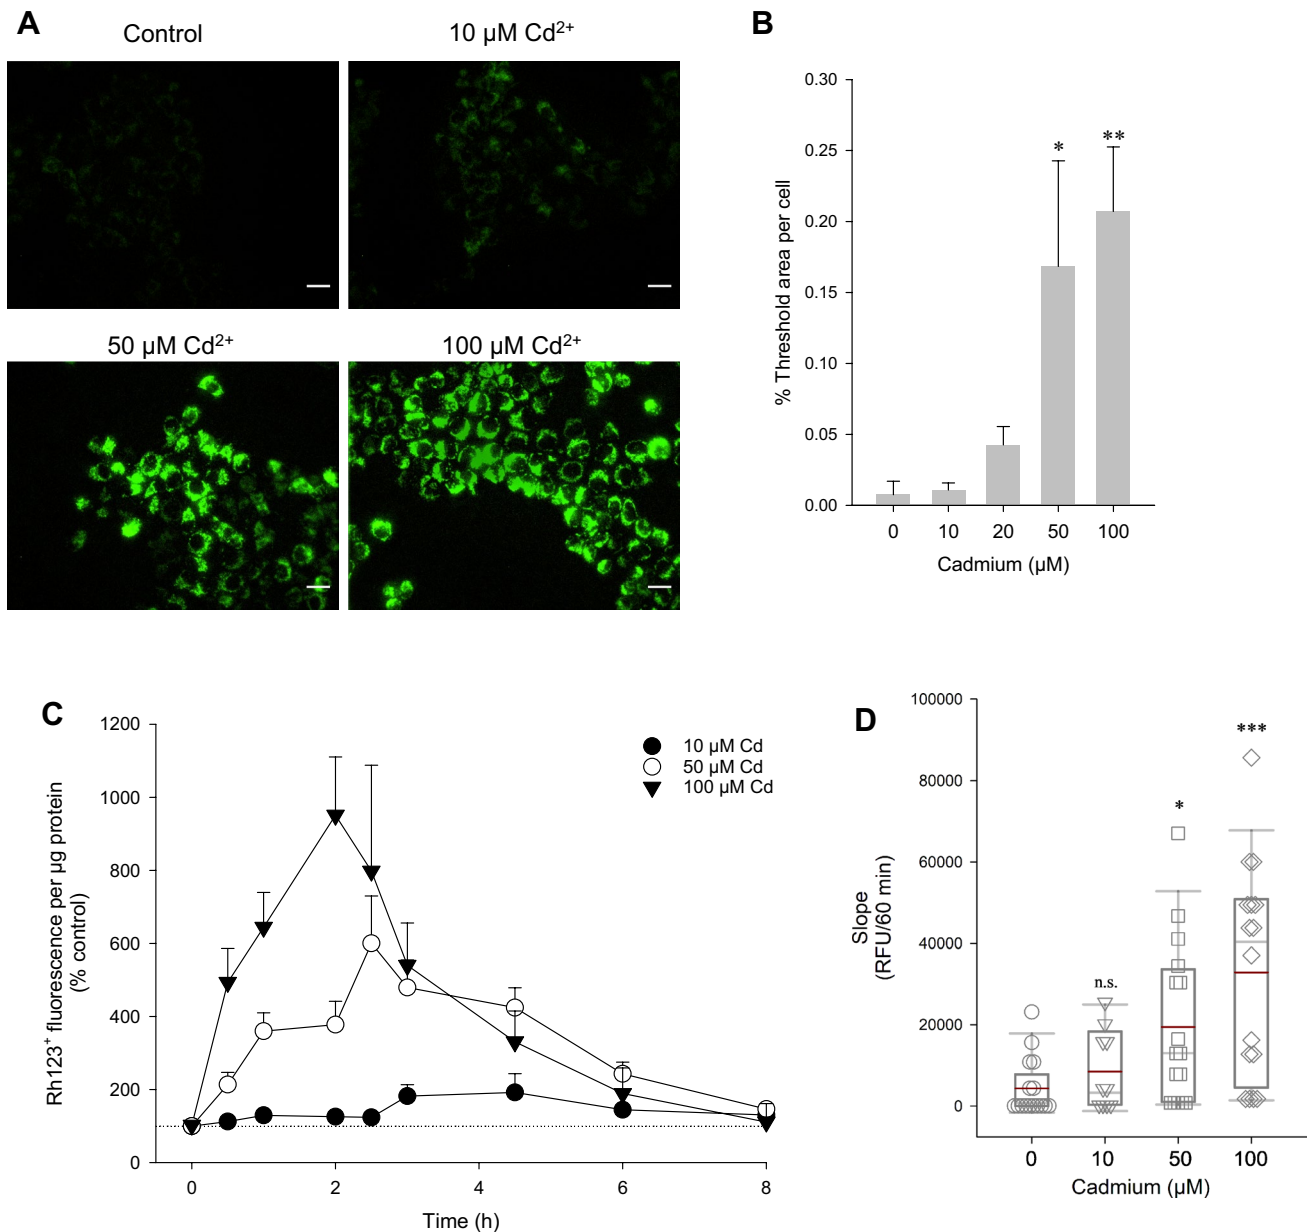 A
Control
10 µM Cd²⁺
50 µM Cd²⁺
100 µM Cd²⁺
B
% Threshold area per cell
0.30
0.25
0.20
0.15
0.10
0.05
0.00
*
**
0 10 20 50 100
Cadmium (µM)
C
Rh123⁺ fluorescence per µg protein
(% control)
1200
1000
800
600
400
200
0
10 µM Cd
50 µM Cd
100 µM Cd
0 2 4 6 8
Time (h)
D
Slope
(RFU/60 min)
100000
80000
60000
40000
20000
0
n.s.
*
***
0 10 50 100
Cadmium (µM)